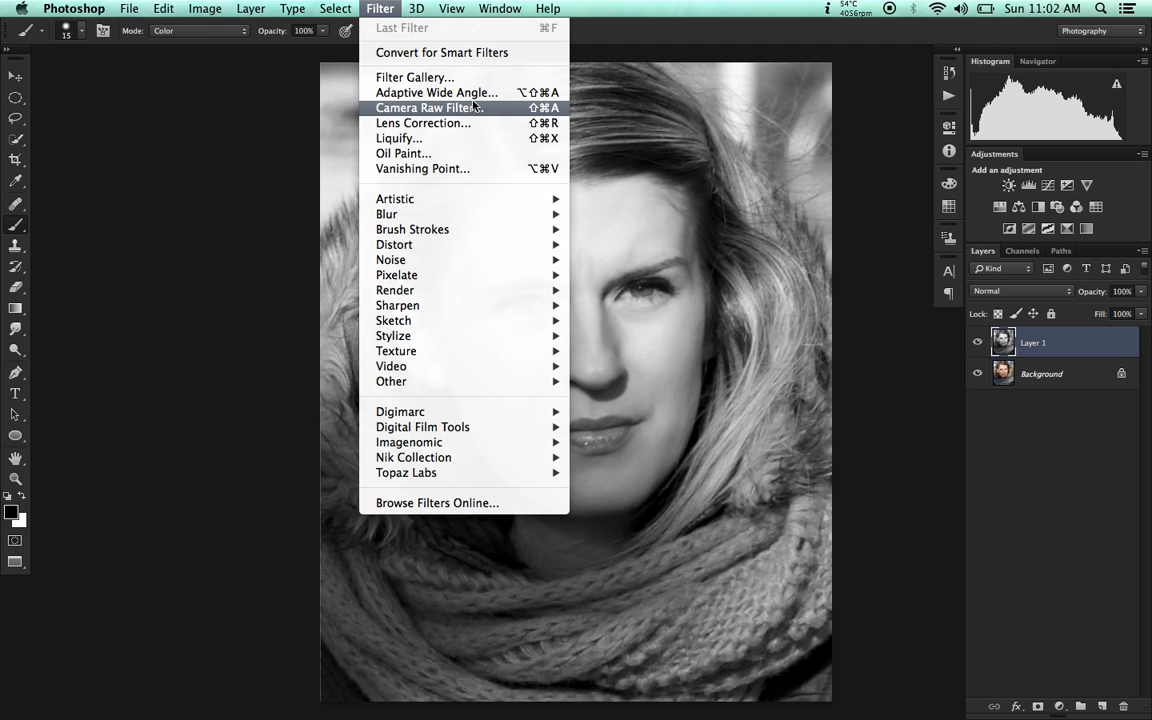 Photoshop File Edit Image Layer Type Select Filter 3D View Window Help 54°C 4056rpm Sun 11:02 AM
15 Mode: Color Opacity: 100% Photography
Last Filter ⌘F
Convert for Smart Filters
Filter Gallery...
Adaptive Wide Angle... ⌥⇧⌘A
Camera Raw Filter... ⇧⌘A
Lens Correction... ⇧⌘R
Liquify... ⇧⌘X
Oil Paint...
Vanishing Point... ⌥⌘V
Artistic
Blur
Brush Strokes
Distort
Noise
Pixelate
Render
Sharpen
Sketch
Stylize
Texture
Video
Other
Digimarc
Digital Film Tools
Imagenomic
Nik Collection
Topaz Labs
Browse Filters Online...
Histogram Navigator
Adjustments
Add an adjustment
Layers Channels Paths
Kind
Normal Opacity: 100%
Lock: Fill: 100%
Layer 1
Background